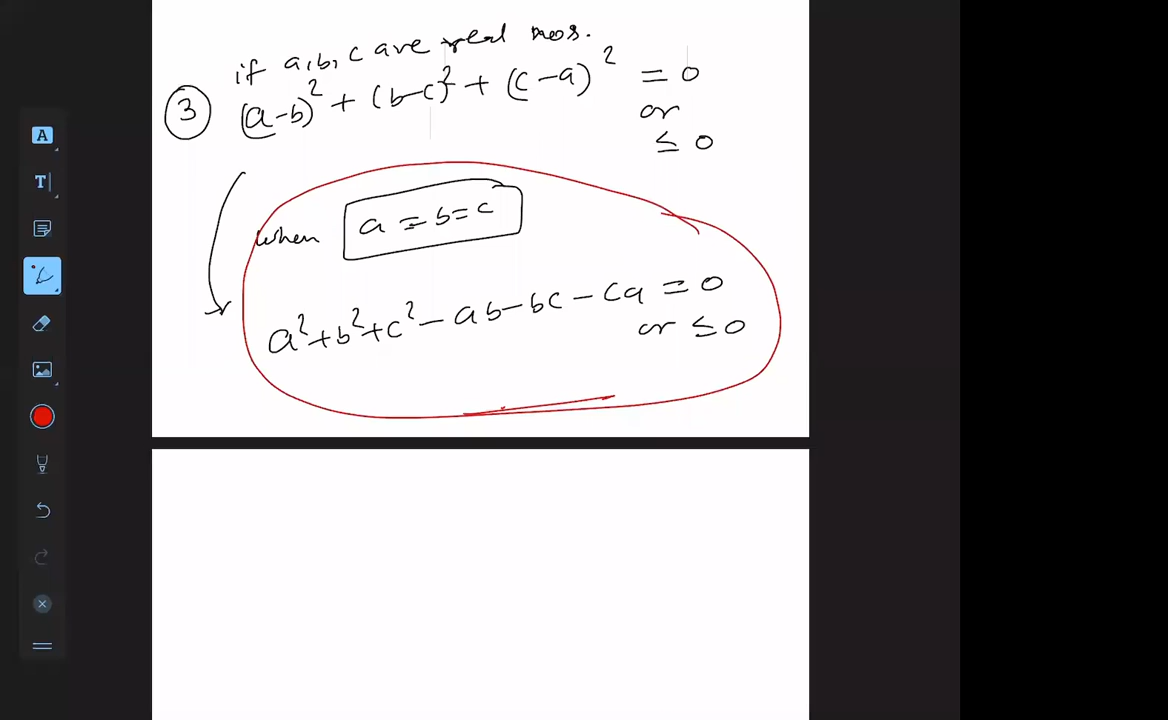 if a,b, c are real nos.
③ (a-b)² + (b-c)² + (c-a)² = 0
or
≤ 0
when a = b = c
a²+b²+c² - ab - bc - ca = 0
or ≤ 0
A
T